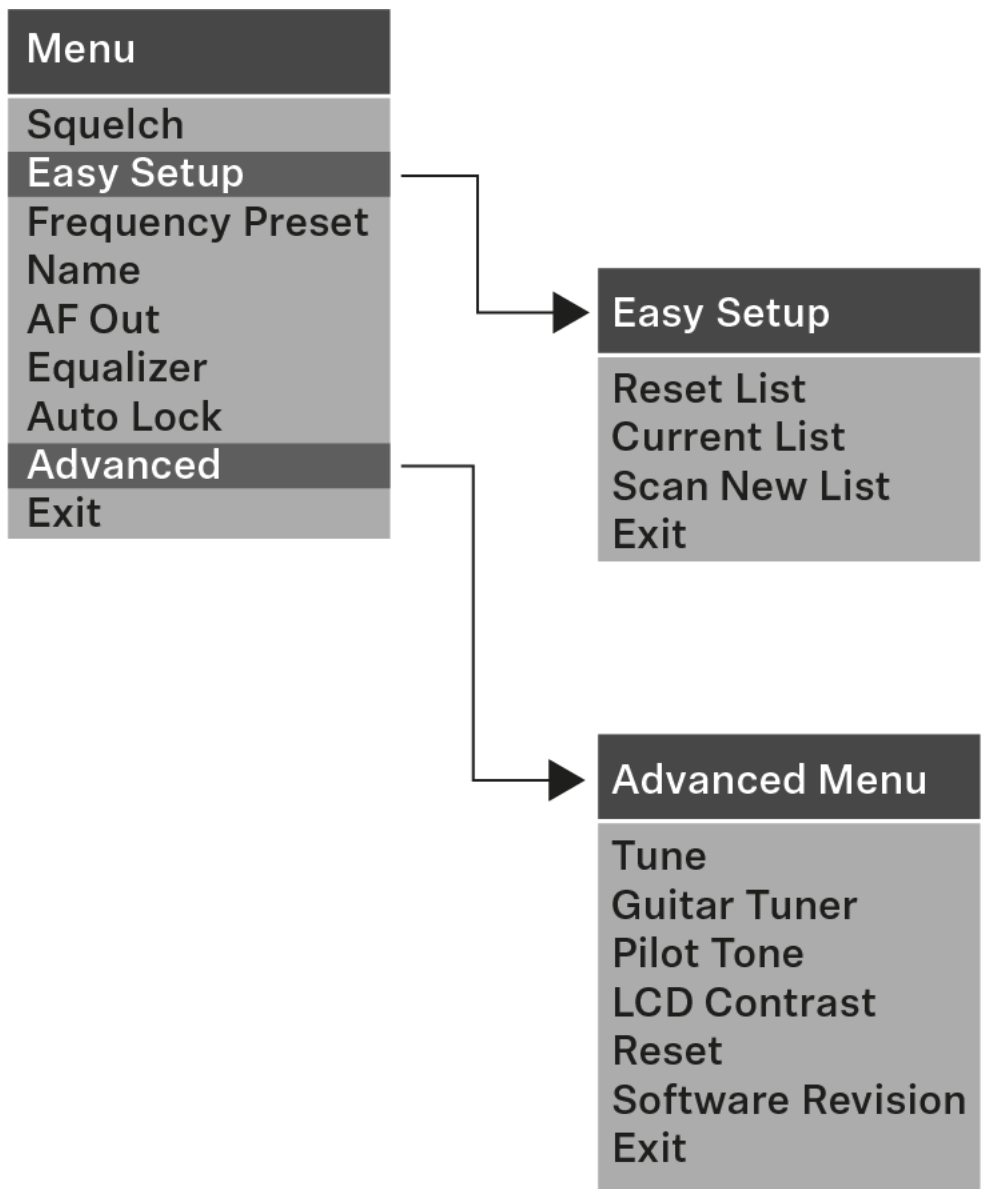 Menu
Squelch
Easy Setup
Frequency Preset
Name
AF Out
Equalizer
Auto Lock
Advanced
Exit
Easy Setup
Reset List
Current List
Scan New List
Exit
Advanced Menu
Tune
Guitar Tuner
Pilot Tone
LCD Contrast
Reset
Software Revision
Exit